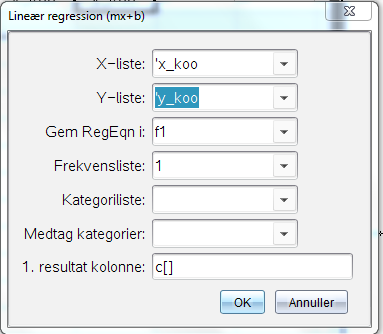 Lineær regression (mx+b)
X-liste: 'x_koo
Y-liste: 'y_koo
Gem RegEqn i: f1
Frekvensliste: 1
Kategoriliste:
Medtag kategorier:
1. resultat kolonne: c[]
OK Annuller